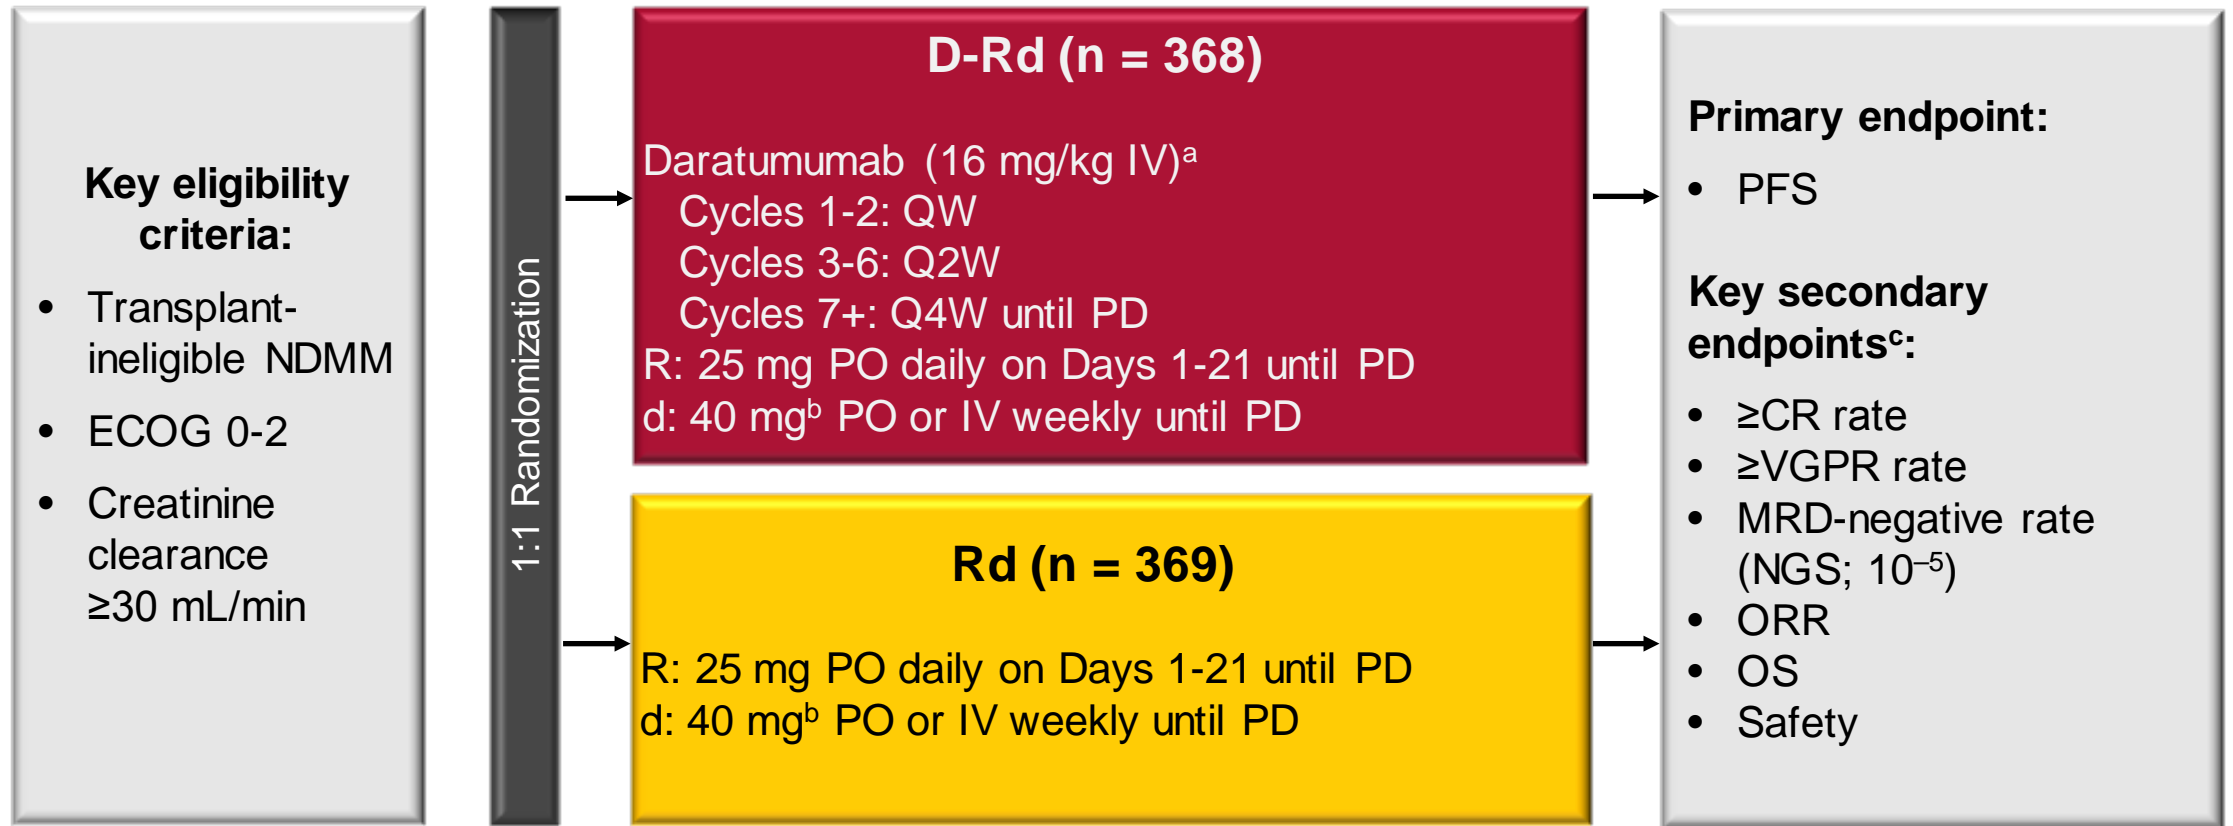 Key eligibility
criteria:
• Transplant-
ineligible NDMM
• ECOG 0-2
• Creatinine
clearance
≥30 mL/min
1:1 Randomization
D-Rd (n = 368)
Daratumumab (16 mg/kg IV)ᵃ
Cycles 1-2: QW
Cycles 3-6: Q2W
Cycles 7+: Q4W until PD
R: 25 mg PO daily on Days 1-21 until PD
d: 40 mgᵇ PO or IV weekly until PD
Rd (n = 369)
R: 25 mg PO daily on Days 1-21 until PD
d: 40 mgᵇ PO or IV weekly until PD
Primary endpoint:
• PFS
Key secondary
endpointsᶜ:
• ≥CR rate
• ≥VGPR rate
• MRD-negative rate
(NGS; 10⁻⁵)
• ORR
• OS
• Safety